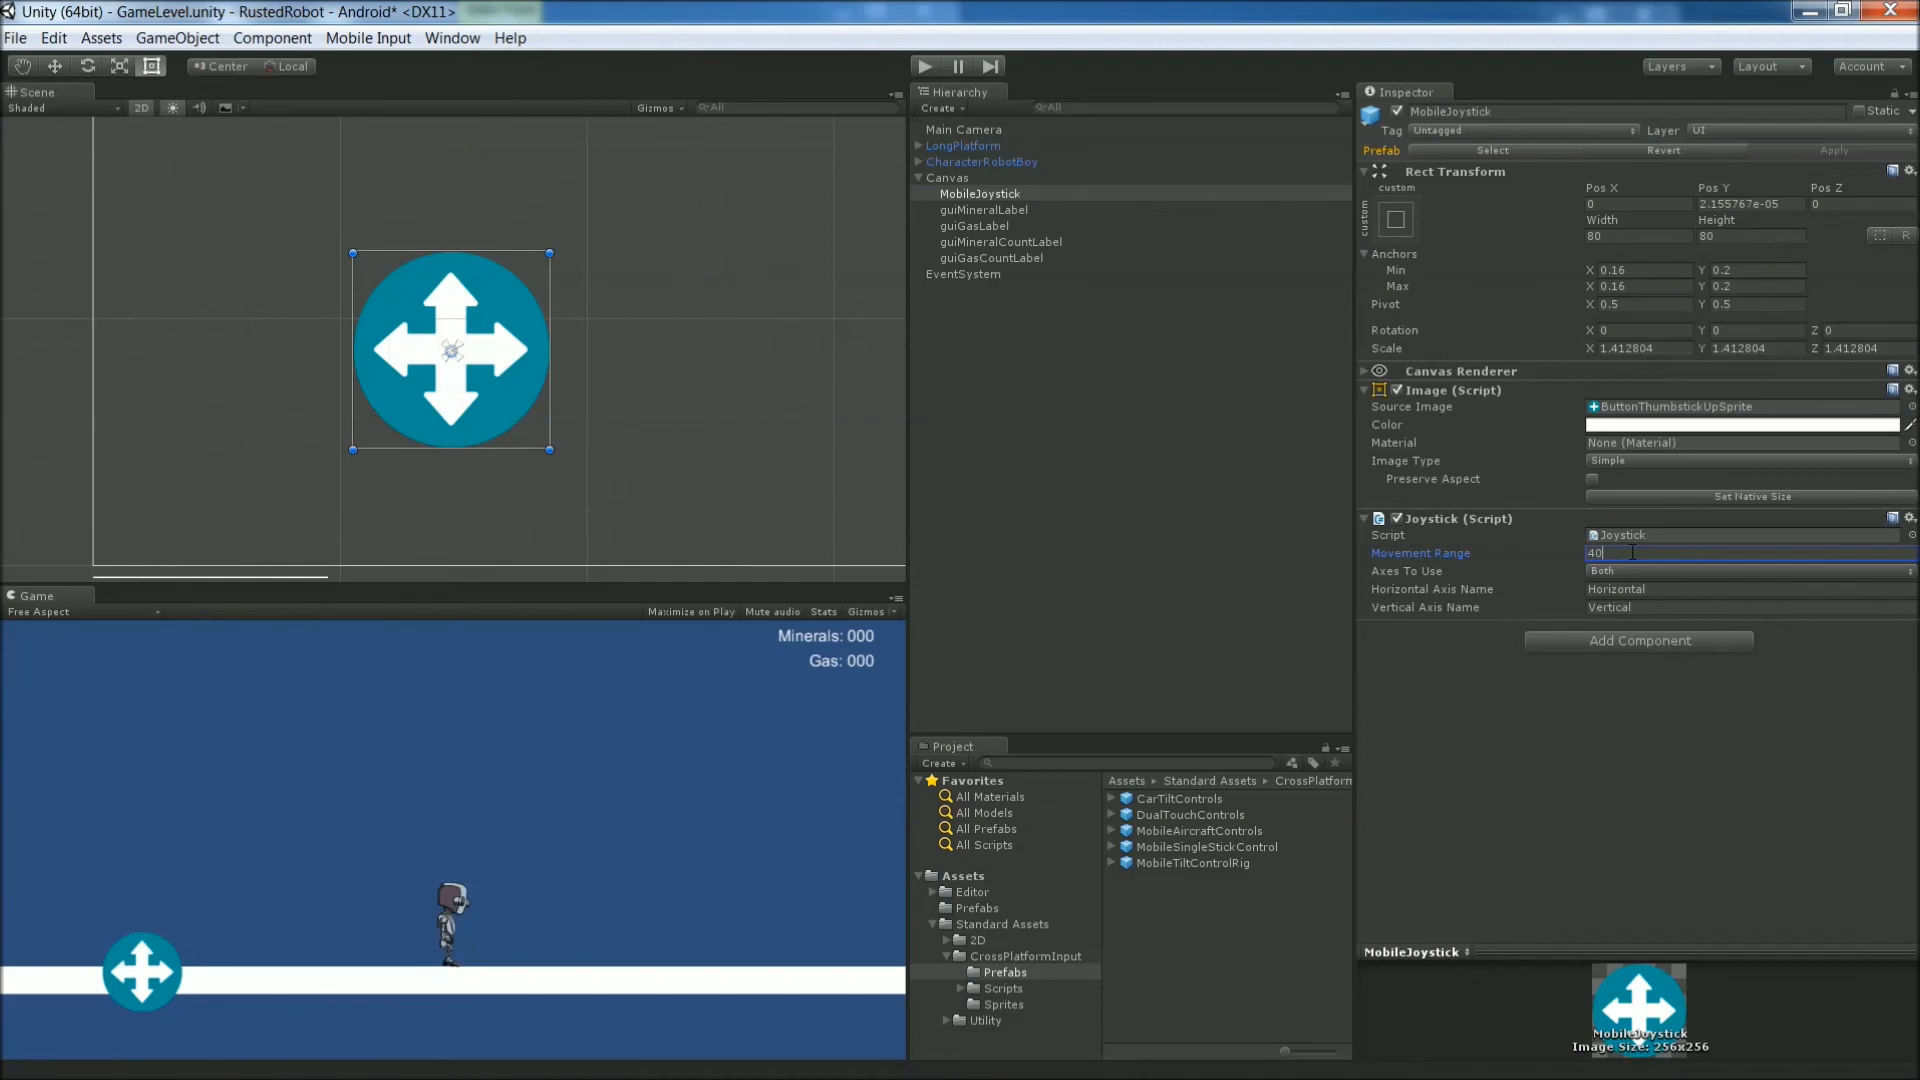 Unity (64bit) - GameLevel.unity - RustedRobot - Android* <DX11>
File Edit Assets GameObject Component Mobile Input Window Help
Center Local
Layers Layout Account
Scene
Shaded 2D Gizmos All
Hierarchy
Create All
Main Camera
LongPlatform
CharacterRobotBoy
Canvas
MobileJoystick
guiMineralLabel
guiGasLabel
guiMineralCountLabel
guiGasCountLabel
EventSystem
Inspector
MobileJoystick Static
Tag Untagged Layer UI
Prefab Select Revert Apply
Rect Transform
custom Pos X Pos Y Pos Z
custom 0 2.155767e-05 0
Width Height
80 80 R
Anchors
Min X 0.16 Y 0.2
Max X 0.16 Y 0.2
Pivot X 0.5 Y 0.5
Rotation X 0 Y 0 Z 0
Scale X 1.412804 Y 1.412804 Z 1.412804
Canvas Renderer
Image (Script)
Source Image ButtonThumbstickUpSprite
Color
Material None (Material)
Image Type Simple
Preserve Aspect
Set Native Size
Joystick (Script)
Script Joystick
Movement Range 40
Axes To Use Both
Horizontal Axis Name Horizontal
Vertical Axis Name Vertical
Add Component
Game
Free Aspect Maximize on Play Mute audio Stats Gizmos
Minerals: 000
Gas: 000
Project
Create
Favorites
All Materials
All Models
All Prefabs
All Scripts
Assets
Editor
Prefabs
Standard Assets
2D
CrossPlatformInput
Prefabs
Scripts
Sprites
Utility
Assets Standard Assets CrossPlatform
CarTiltControls
DualTouchControls
MobileAircraftControls
MobileSingleStickControl
MobileTiltControlRig
MobileJoystick
MobileJoystick
Image Size: 256x256